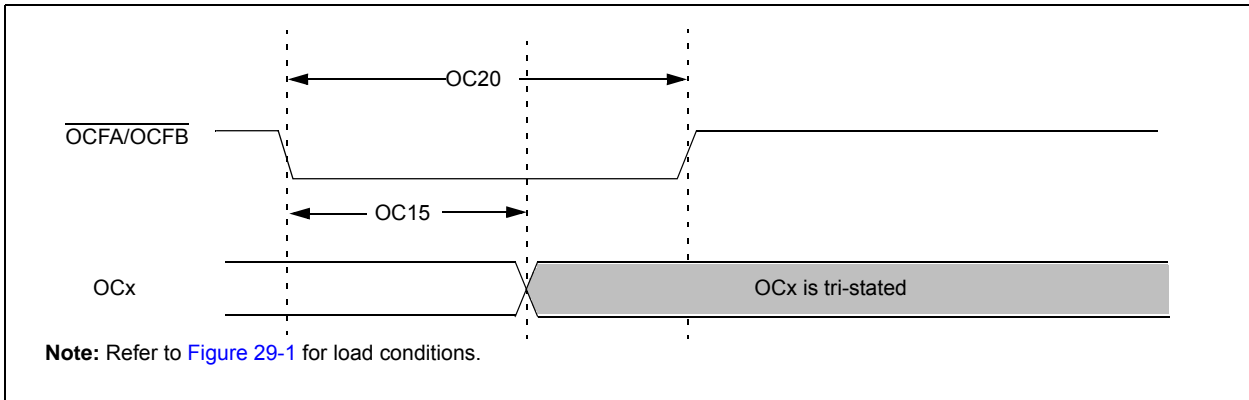 OC20
OCFA/OCFB
OC15
OCx
OCx is tri-stated
Note: Refer to Figure 29-1 for load conditions.